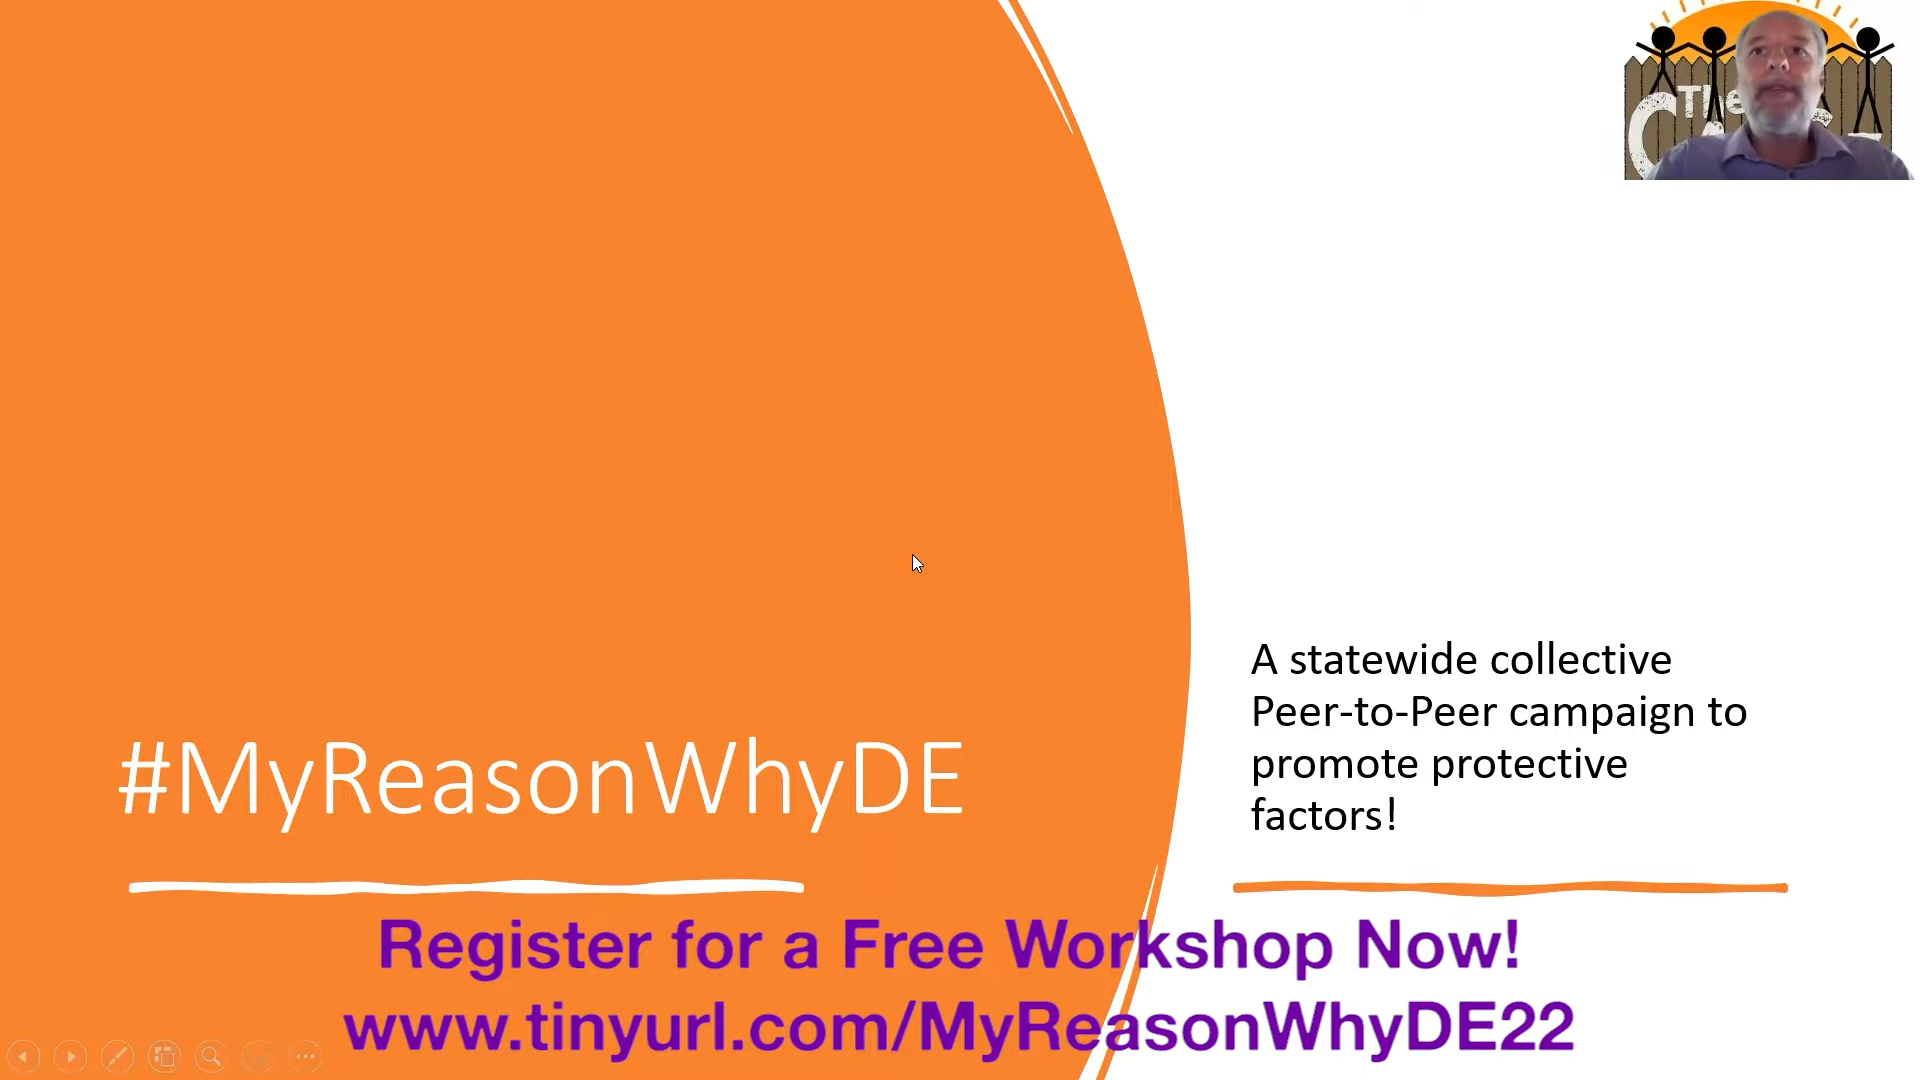 The
#MyReasonWhyDE
A statewide collective
Peer-to-Peer campaign to
promote protective
factors!
Register for a Free Workshop Now!
www.tinyurl.com/MyReasonWhyDE22